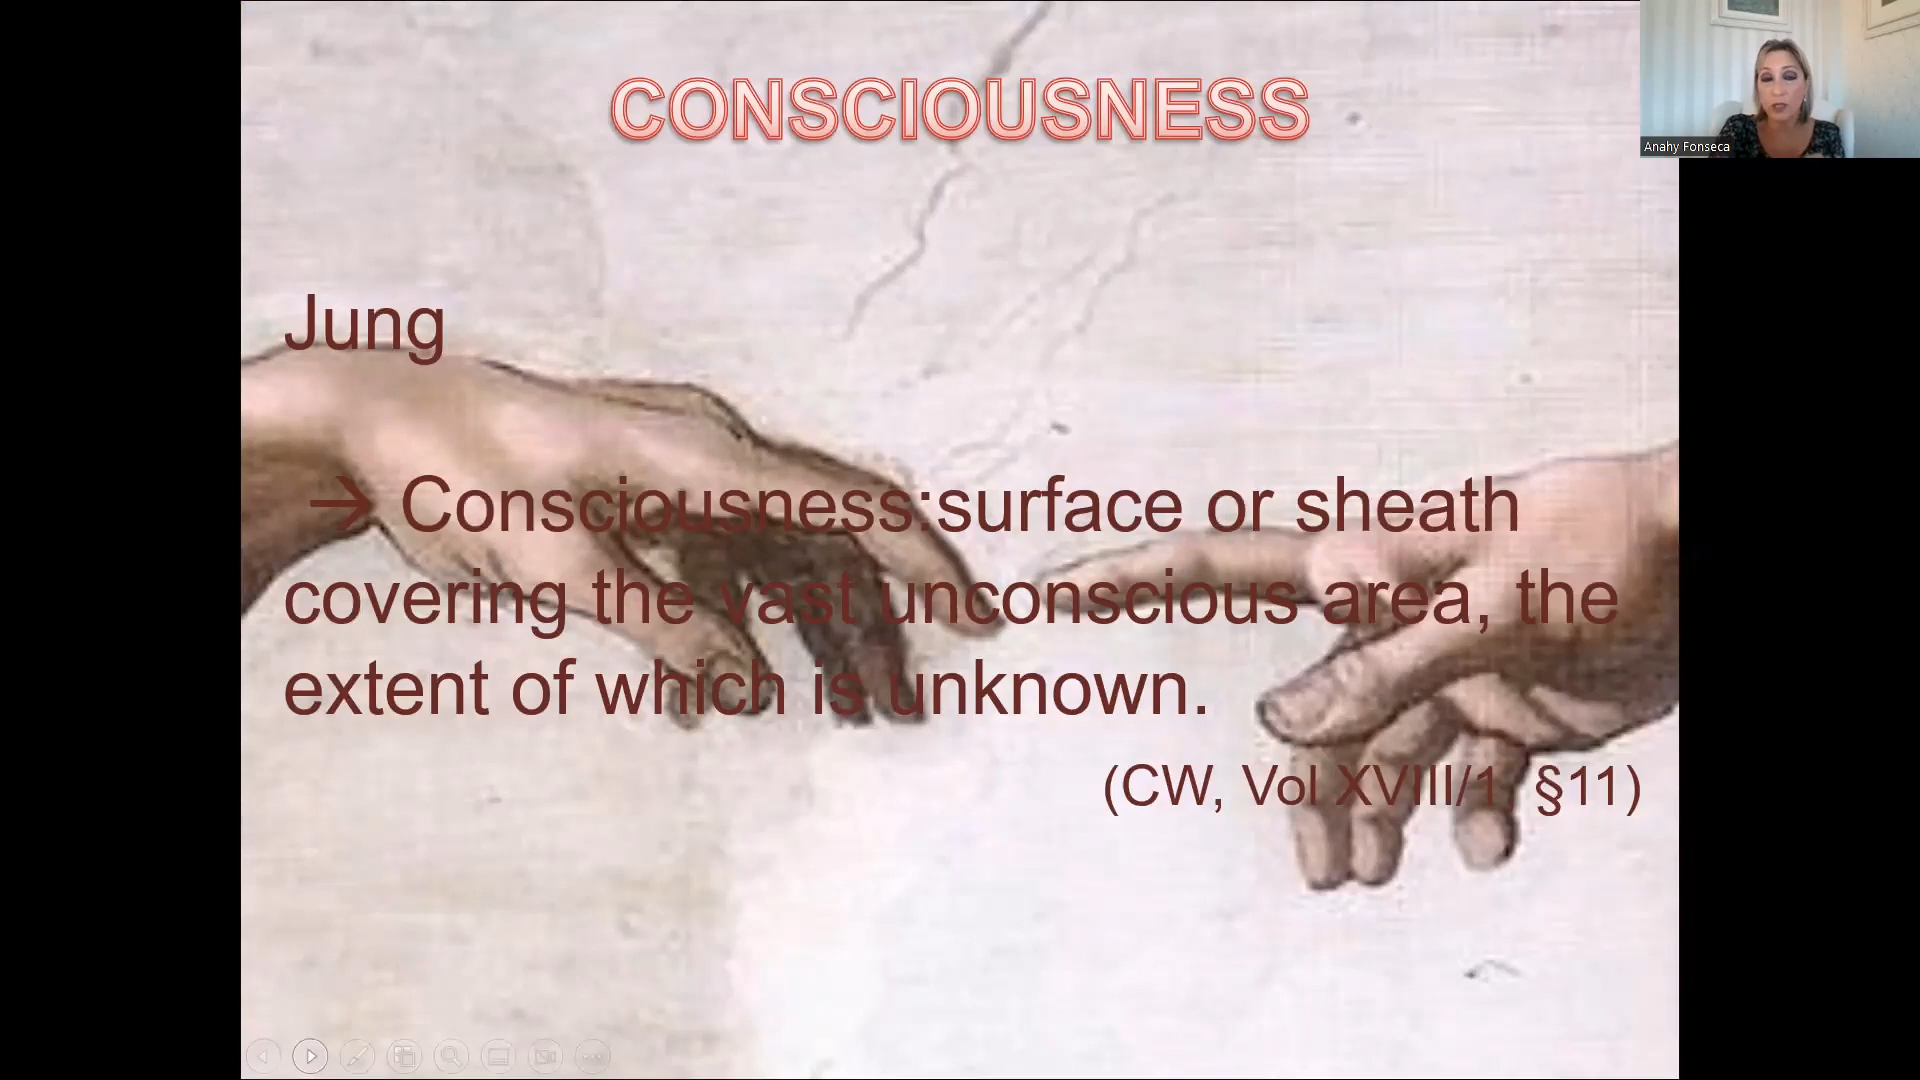 CONSCIOUSNESS
Anahy Fonseca
Jung
→ Consciousness:surface or sheath
covering the vast unconscious area, the
extent of which is unknown.
(CW, Vol XVIII/1, §11)